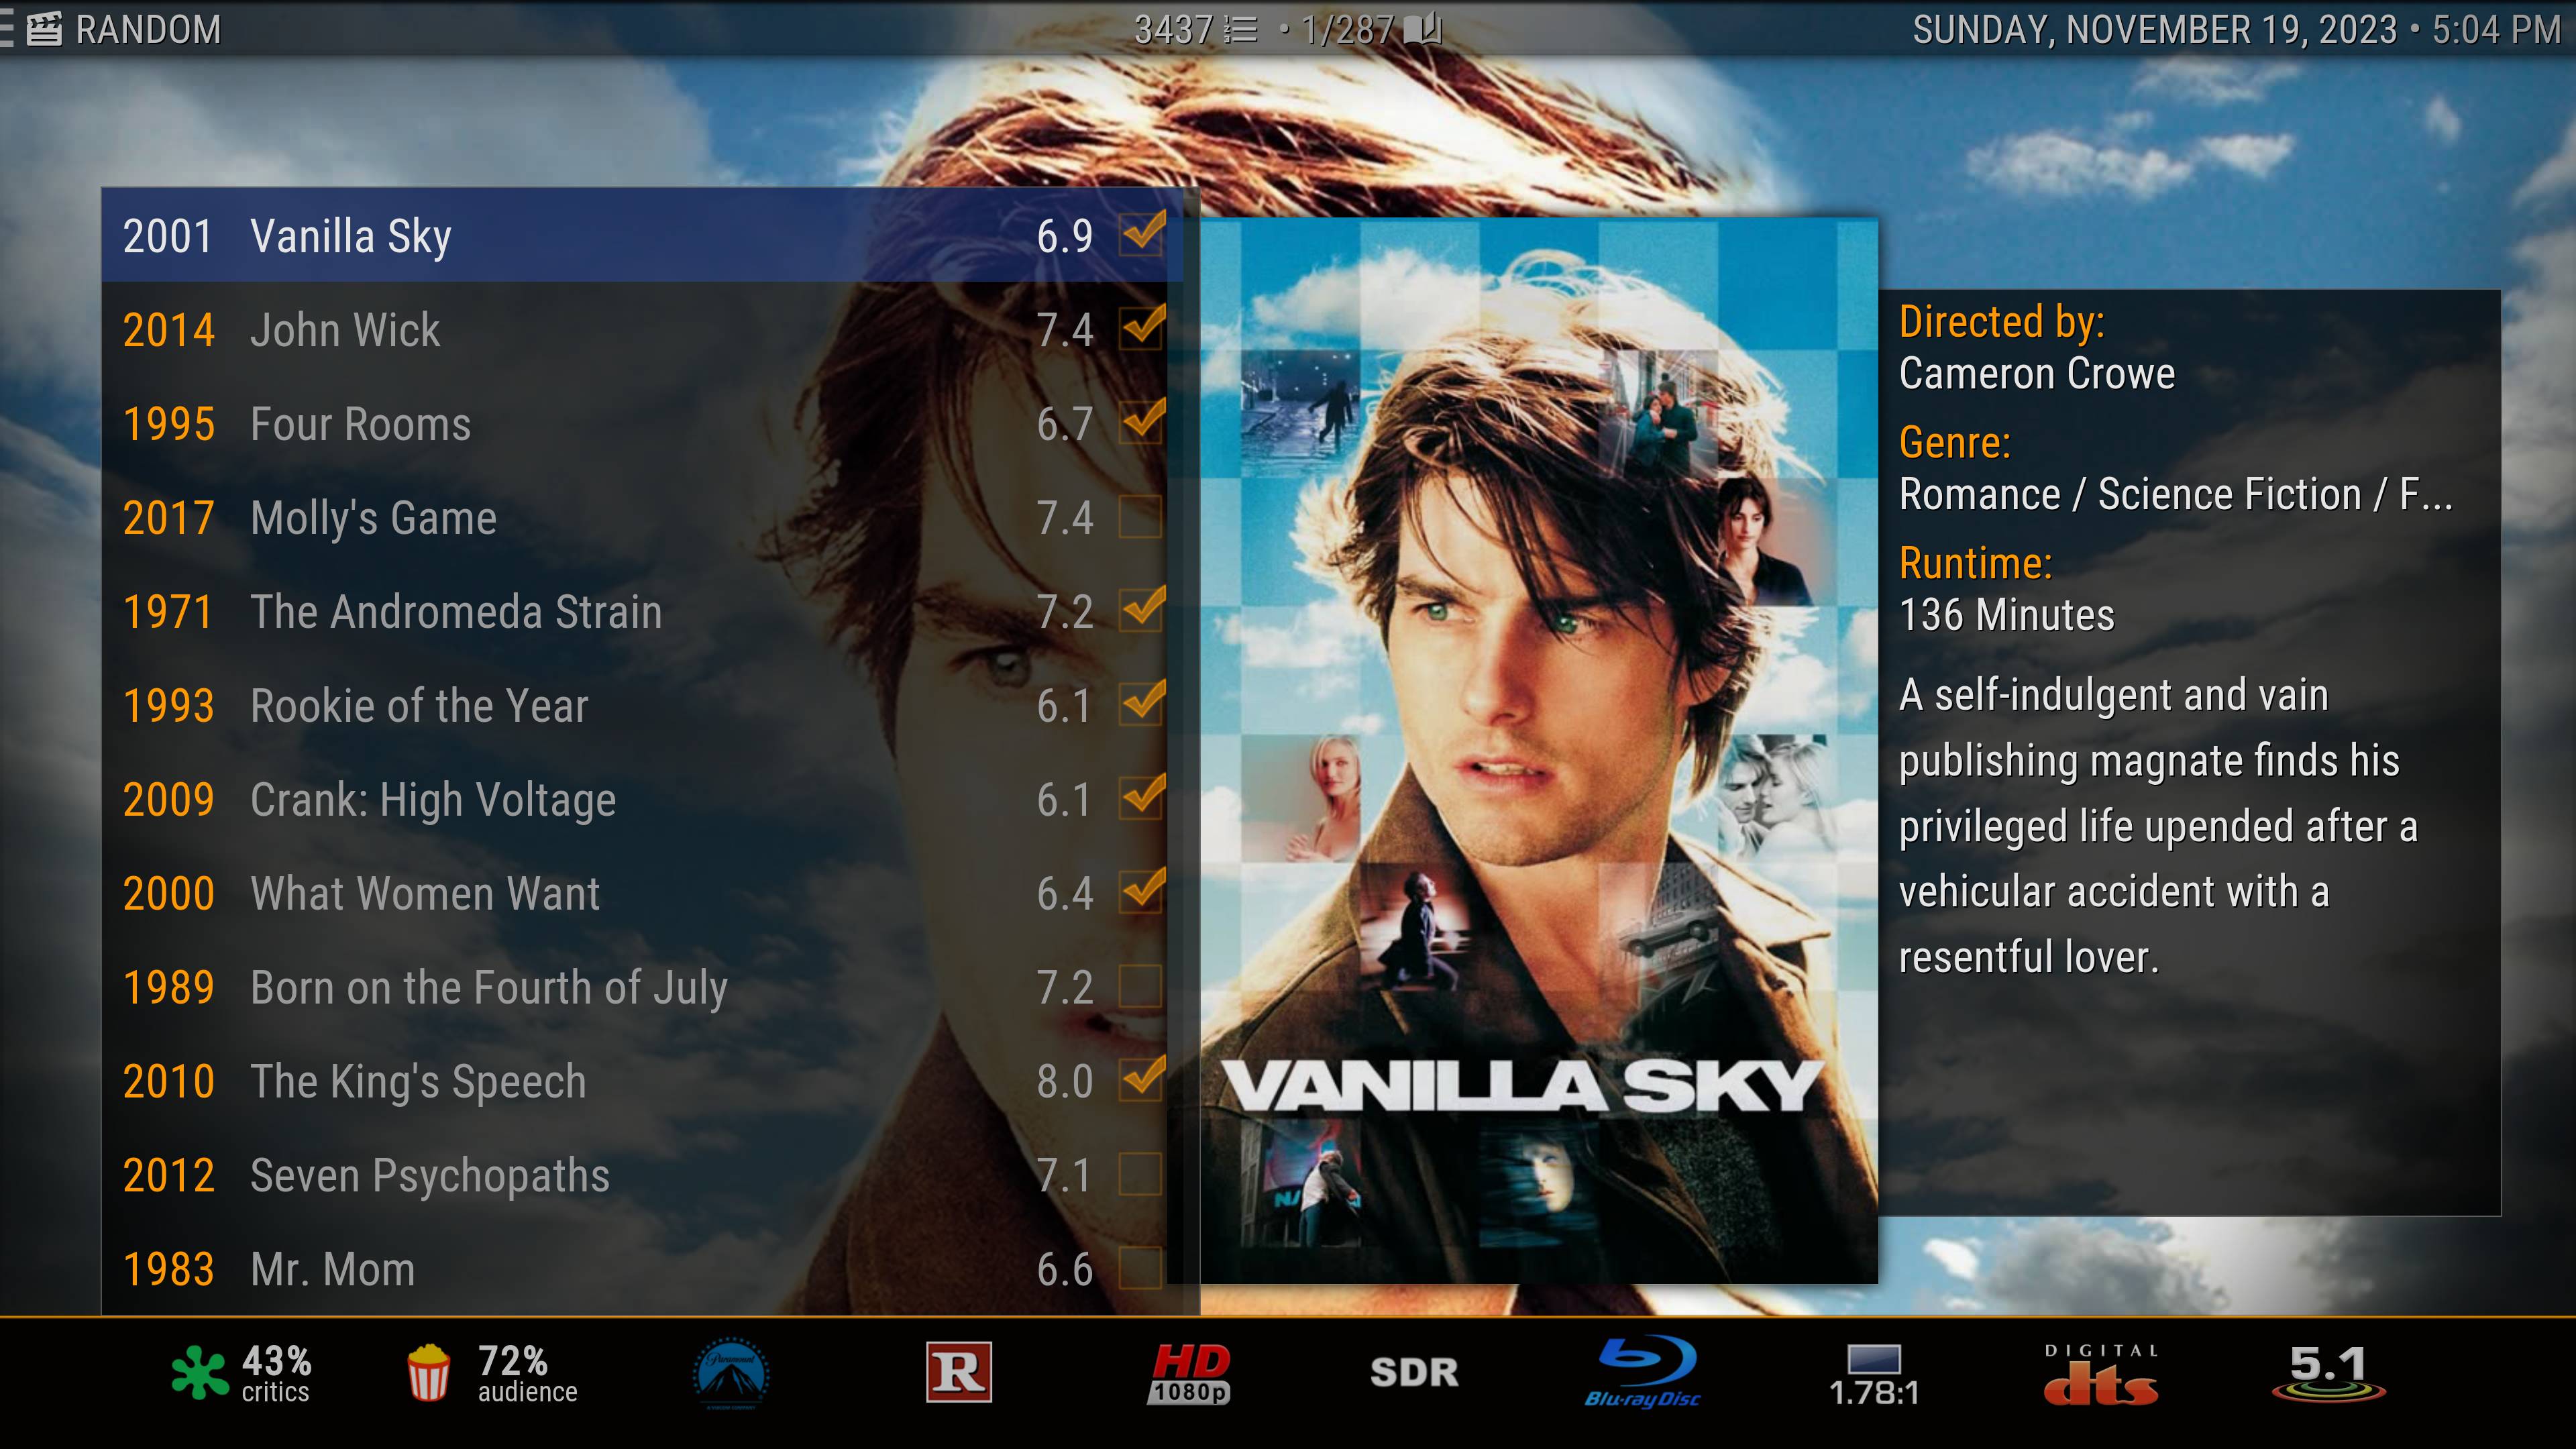 RANDOM
3437 • 1/287
SUNDAY, NOVEMBER 19, 2023 • 5:04 PM
2001 Vanilla Sky 6.9
2014 John Wick 7.4
1995 Four Rooms 6.7
2017 Molly's Game 7.4
1971 The Andromeda Strain 7.2
1993 Rookie of the Year 6.1
2009 Crank: High Voltage 6.1
2000 What Women Want 6.4
1989 Born on the Fourth of July 7.2
2010 The King's Speech 8.0
2012 Seven Psychopaths 7.1
1983 Mr. Mom 6.6
VANILLA SKY
Directed by:
Cameron Crowe
Genre:
Romance / Science Fiction / F...
Runtime:
136 Minutes
A self-indulgent and vain
publishing magnate finds his
privileged life upended after a
vehicular accident with a
resentful lover.
43%
critics
72%
audience
Paramount
R
HD
1080p
SDR
Blu-ray Disc
1.78:1
DIGITAL
dts
5.1